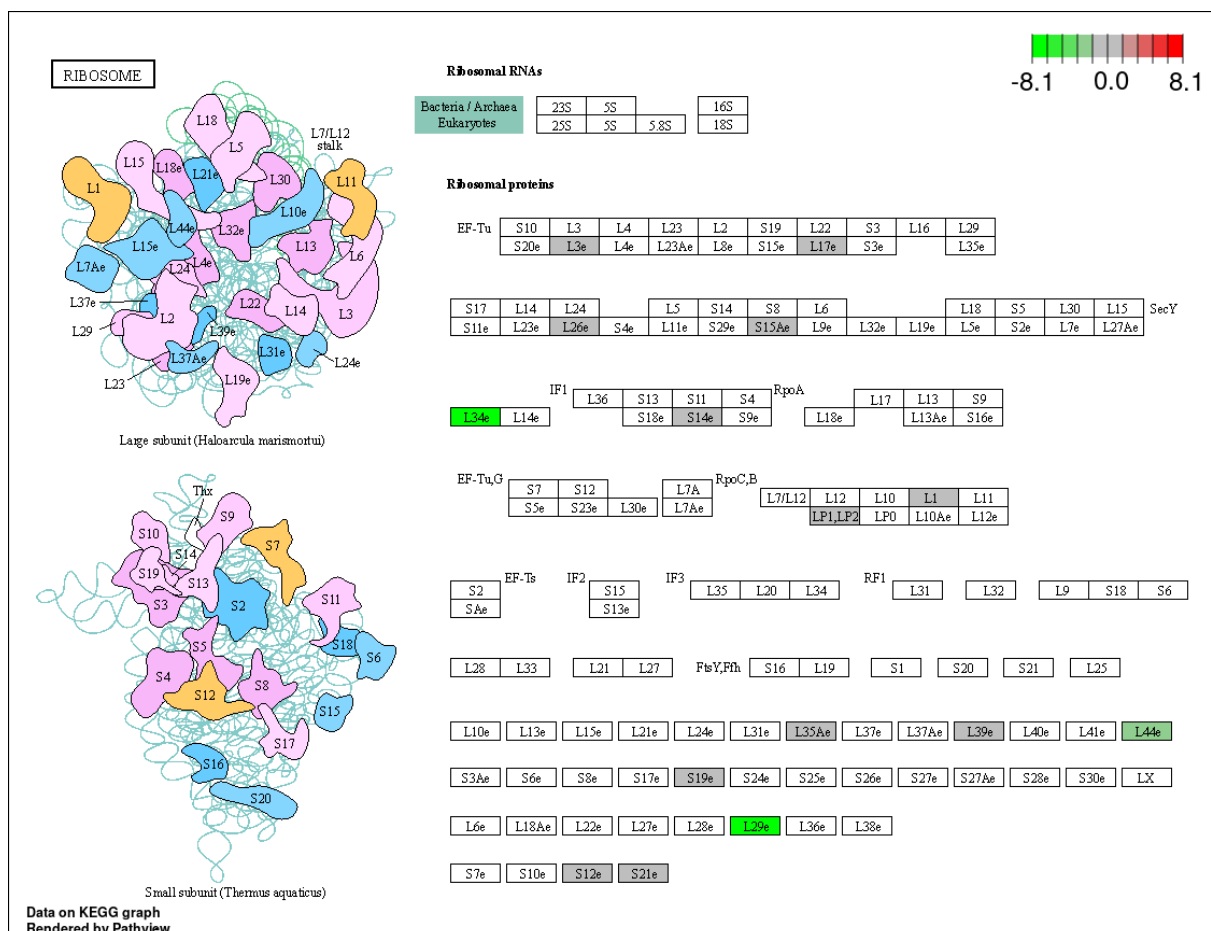 RIBOSOME
L18
L5
L7/L12
stalk
L15
L18e
L21e
L30
L1
L11
L10e
L44e
L32e
L15e
L13
L6
L7Ae
L24
L4e
L37e
L22
L14
L3
L2
L29
L39e
L37Ae
L31e
L24e
L23
L19e
Large subunit (Haloarcula marismortui)
Thx
S9
S10
S7
S14
S19
S13
S3
S2
S11
S5
S18
S6
S4
S12
S8
S15
S17
S16
S20
Small subunit (Thermus aquaticus)
Data on KEGG graph
Rendered by Pathview
-8.1 0.0 8.1
Ribosomal RNAs
Bacteria / Archaea 23S 5S 16S
Eukaryotes 25S 5S 5.8S 18S
Ribosomal proteins
EF-Tu S10 L3 L4 L23 L2 S19 L22 S3 L16 L29
S20e L3e L4e L23Ae L8e S15e L17e S3e L35e
S17 L14 L24 L5 S14 S8 L6 L18 S5 L30 L15 SecY
S11e L23e L26e S4e L11e S29e S15Ae L9e L32e L19e L5e S2e L7e L27Ae
IF1 L36 S13 S11 S4 RpoA L17 L13 S9
L34e L14e S18e S14e S9e L18e L13Ae S16e
EF-Tu,G S7 S12 L7A RpoC,B L7/L12 L12 L10 L1 L11
S5e S23e L30e L7Ae LP1,LP2 LP0 L10Ae L12e
S2 EF-Ts IF2 S15 IF3 L35 L20 L34 RF1 L31 L32 L9 S18 S6
SAe S13e
L28 L33 L21 L27 FtsY,Ffh S16 L19 S1 S20 S21 L25
L10e L13e L15e L21e L24e L31e L35Ae L37e L37Ae L39e L40e L41e L44e
S3Ae S6e S8e S17e S19e S24e S25e S26e S27e S27Ae S28e S30e LX
L6e L18Ae L22e L27e L28e L29e L36e L38e
S7e S10e S12e S21e